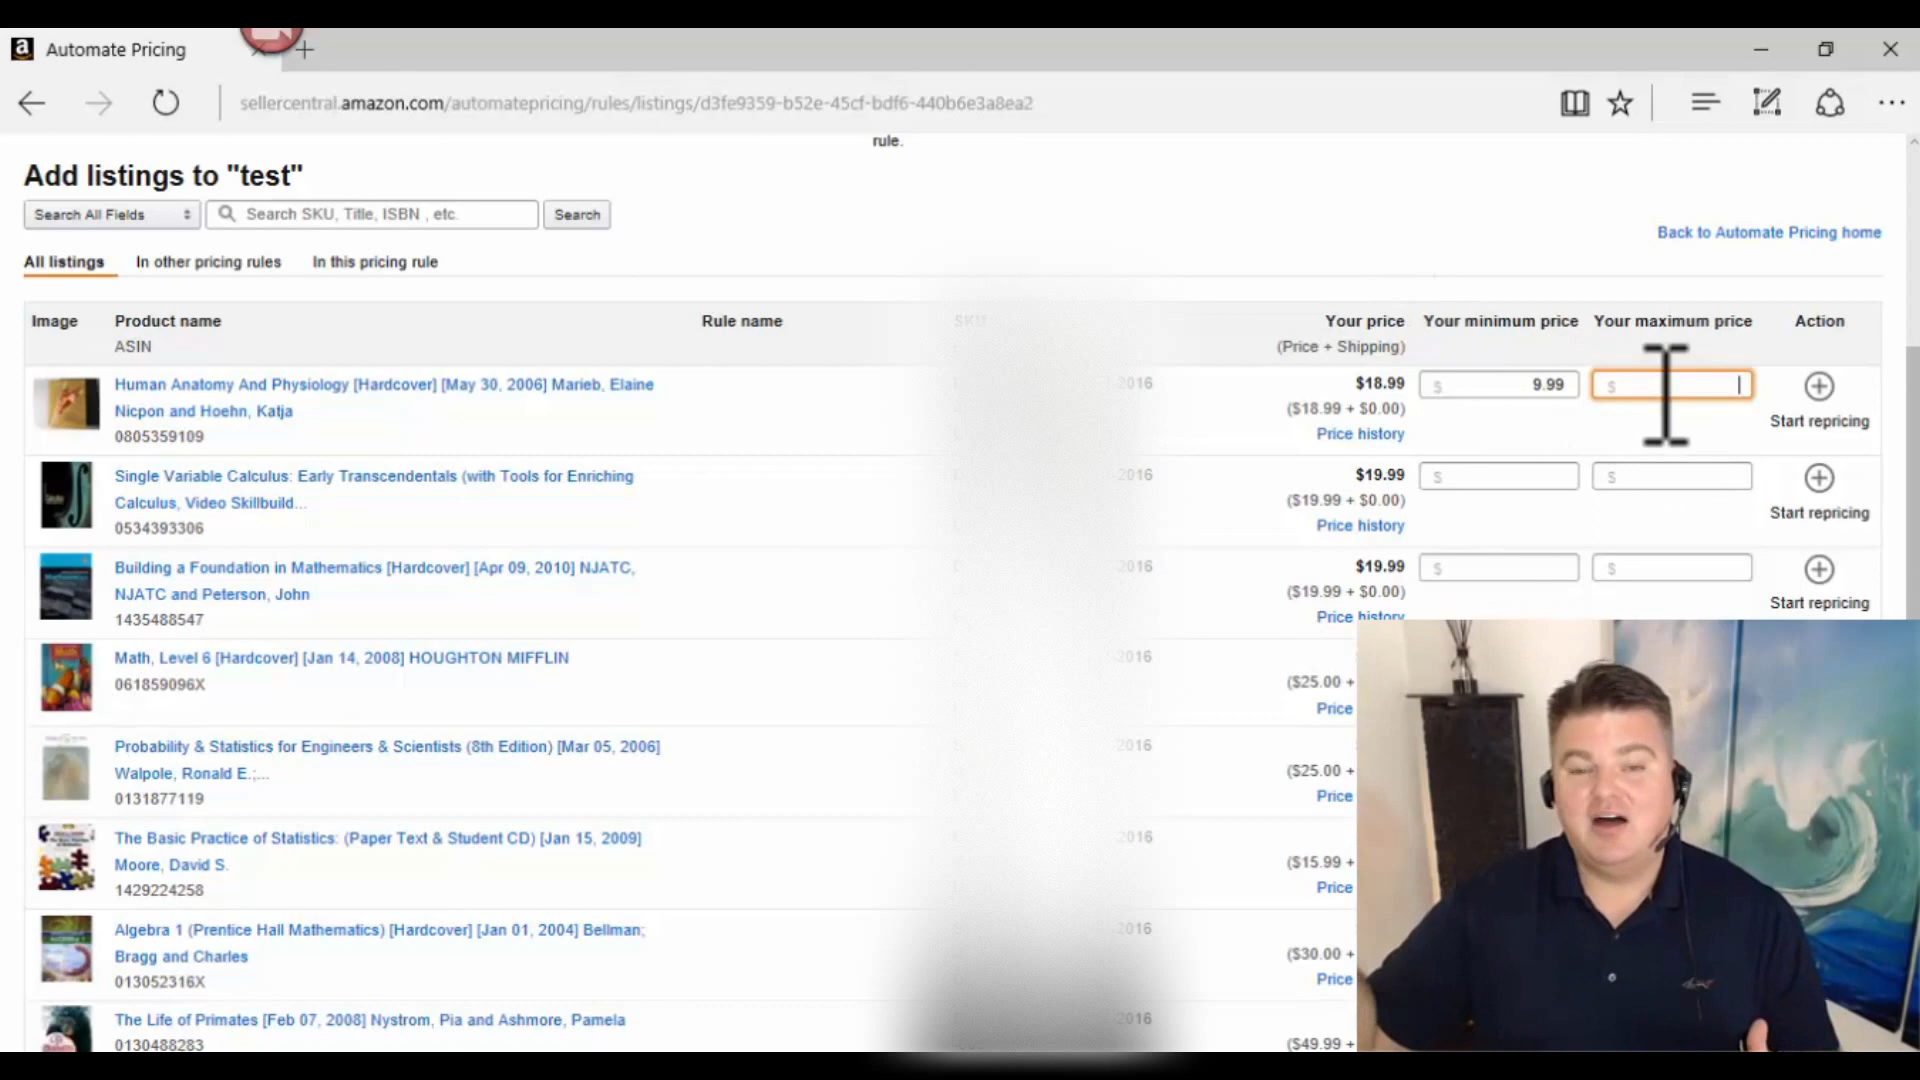 Automate Pricing
sellercentral.amazon.com/automatepricing/rules/listings/d3fe9359-b52e-45cf-bdf6-440b6e3a8ea2
rule.
Add listings to "test"
Search All Fields
Search SKU, Title, ISBN , etc.
Search
Back to Automate Pricing home
All listings
In other pricing rules
In this pricing rule
Image
Product name
ASIN
Rule name
SKU
Your price
(Price + Shipping)
Your minimum price
Your maximum price
Action
Human Anatomy And Physiology [Hardcover] [May 30, 2006] Marieb, Elaine
Nicpon and Hoehn, Katja
0805359109
2016
$18.99
($18.99 + $0.00)
Price history
$ 9.99
$
Start repricing
Single Variable Calculus: Early Transcendentals (with Tools for Enriching
Calculus, Video Skillbuild...
0534393306
2016
$19.99
($19.99 + $0.00)
Price history
$
$
Start repricing
Building a Foundation in Mathematics [Hardcover] [Apr 09, 2010] NJATC,
NJATC and Peterson, John
1435488547
2016
$19.99
($19.99 + $0.00)
Price history
$
$
Start repricing
Math, Level 6 [Hardcover] [Jan 14, 2008] HOUGHTON MIFFLIN
061859096X
2016
($25.00 +
Price
Probability & Statistics for Engineers & Scientists (8th Edition) [Mar 05, 2006]
Walpole, Ronald E.;...
0131877119
2016
($25.00 +
Price
The Basic Practice of Statistics: (Paper Text & Student CD) [Jan 15, 2009]
Moore, David S.
1429224258
2016
($15.99 +
Price
Algebra 1 (Prentice Hall Mathematics) [Hardcover] [Jan 01, 2004] Bellman;
Bragg and Charles
013052316X
2016
($30.00 +
Price
The Life of Primates [Feb 07, 2008] Nystrom, Pia and Ashmore, Pamela
0130488283
2016
($49.99 +